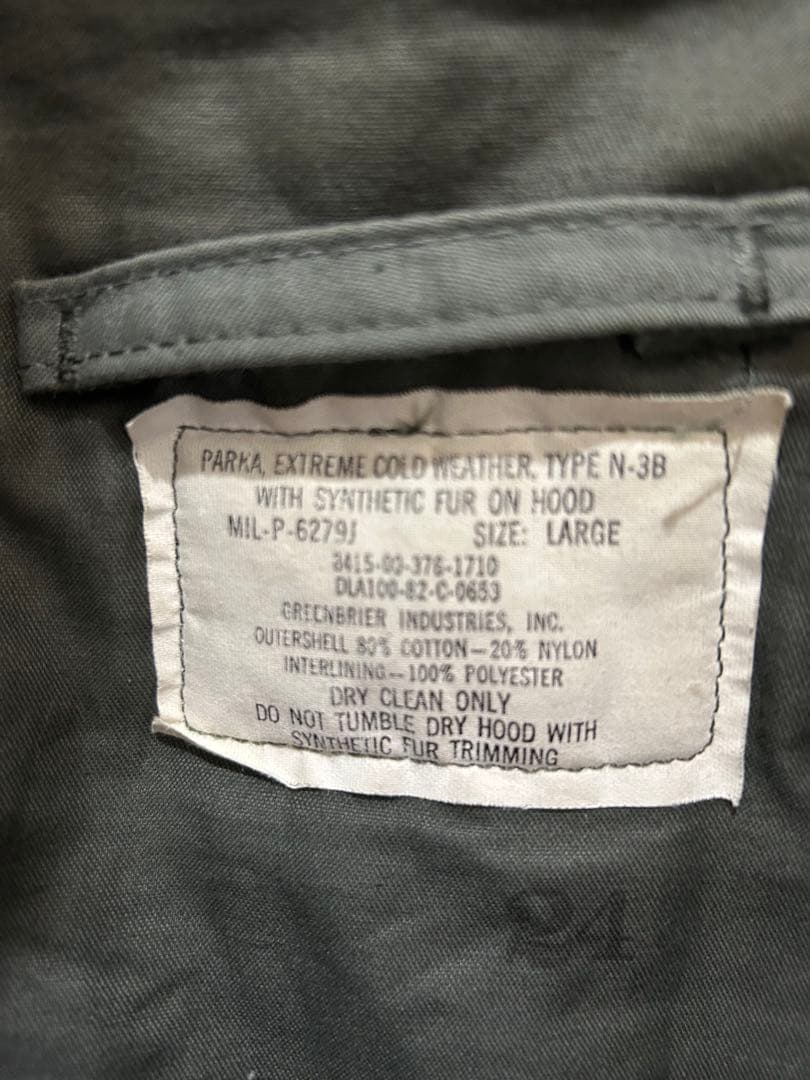 PARKA, EXTREME COLD WEATHER, TYPE N-3B
WITH SYNTHETIC FUR ON HOOD
MIL-P-6279J SIZE: LARGE
8415-00-376-1710
DLA100-82-C-0653
GREENBRIER INDUSTRIES, INC.
OUTERSHELL 80% COTTON-20% NYLON
INTERLINING-100% POLYESTER
DRY CLEAN ONLY
DO NOT TUMBLE DRY HOOD WITH
SYNTHETIC FUR TRIMMING
24